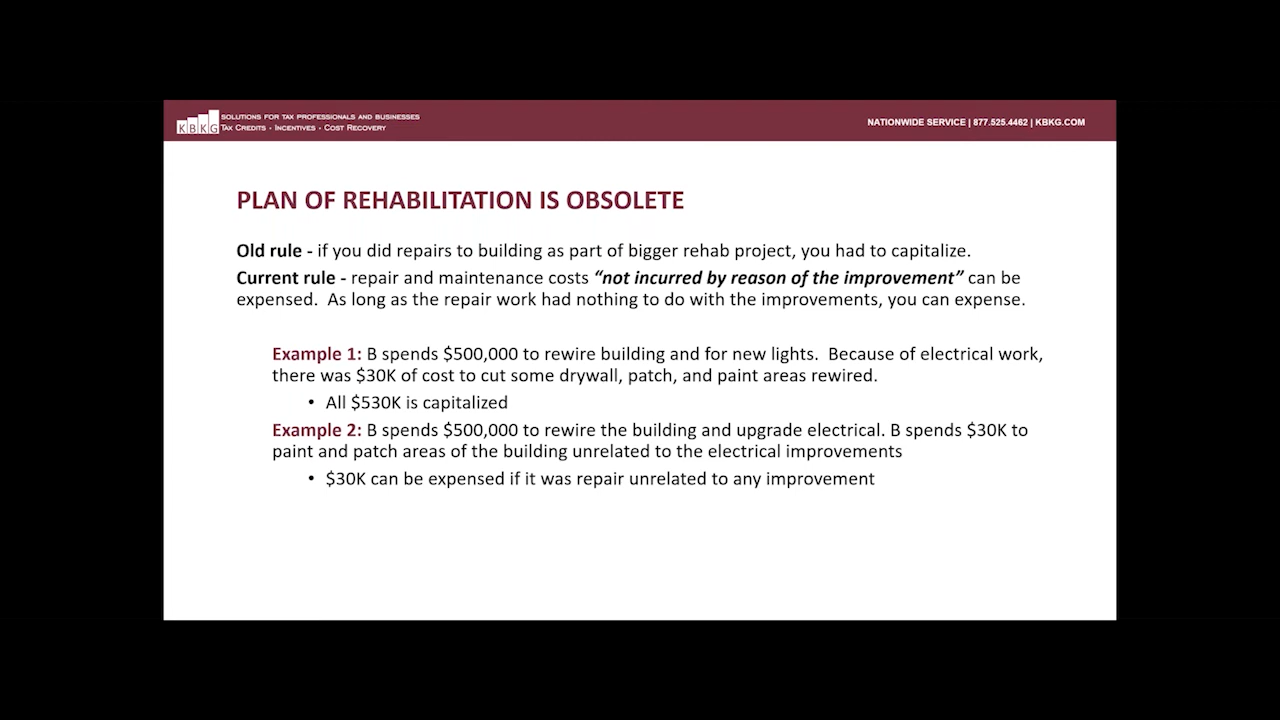 KBKG
SOLUTIONS FOR TAX PROFESSIONALS AND BUSINESSES
TAX CREDITS • INCENTIVES • COST RECOVERY
NATIONWIDE SERVICE | 877.525.4462 | KBKG.COM
PLAN OF REHABILITATION IS OBSOLETE
Old rule - if you did repairs to building as part of bigger rehab project, you had to capitalize.
Current rule - repair and maintenance costs “not incurred by reason of the improvement” can be
expensed. As long as the repair work had nothing to do with the improvements, you can expense.
Example 1: B spends $500,000 to rewire building and for new lights. Because of electrical work,
there was $30K of cost to cut some drywall, patch, and paint areas rewired.
• All $530K is capitalized
Example 2: B spends $500,000 to rewire the building and upgrade electrical. B spends $30K to
paint and patch areas of the building unrelated to the electrical improvements
• $30K can be expensed if it was repair unrelated to any improvement